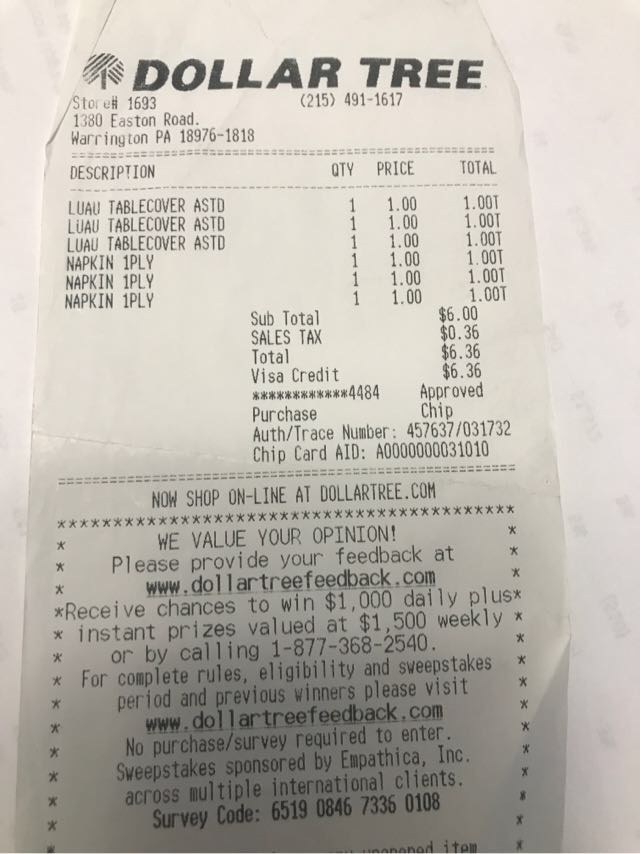 DOLLAR TREE
Store# 1693 (215) 491-1617
1380 Easton Road.
Warrington PA 18976-1818
DESCRIPTION QTY PRICE TOTAL
LUAU TABLECOVER ASTD 1 1.00 1.00T
LUAU TABLECOVER ASTD 1 1.00 1.00T
LUAU TABLECOVER ASTD 1 1.00 1.00T
NAPKIN 1PLY 1 1.00 1.00T
NAPKIN 1PLY 1 1.00 1.00T
NAPKIN 1PLY 1 1.00 1.00T
Sub Total $6.00
SALES TAX $0.36
Total $6.36
Visa Credit $6.36
************4484 Approved
Purchase Chip
Auth/Trace Number: 457637/031732
Chip Card AID: A0000000031010
NOW SHOP ON-LINE AT DOLLARTREE.COM
******************************************
* WE VALUE YOUR OPINION! *
* Please provide your feedback at *
* www.dollartreefeedback.com *
*Receive chances to win $1,000 daily plus*
* instant prizes valued at $1,500 weekly *
* or by calling 1-877-368-2540. *
* For complete rules, eligibility and sweepstakes *
* period and previous winners please visit *
* www.dollartreefeedback.com *
* No purchase/survey required to enter. *
* Sweepstakes sponsored by Empathica, Inc. *
* across multiple international clients. *
* Survey Code: 6519 0846 7336 0108 *
unopened item